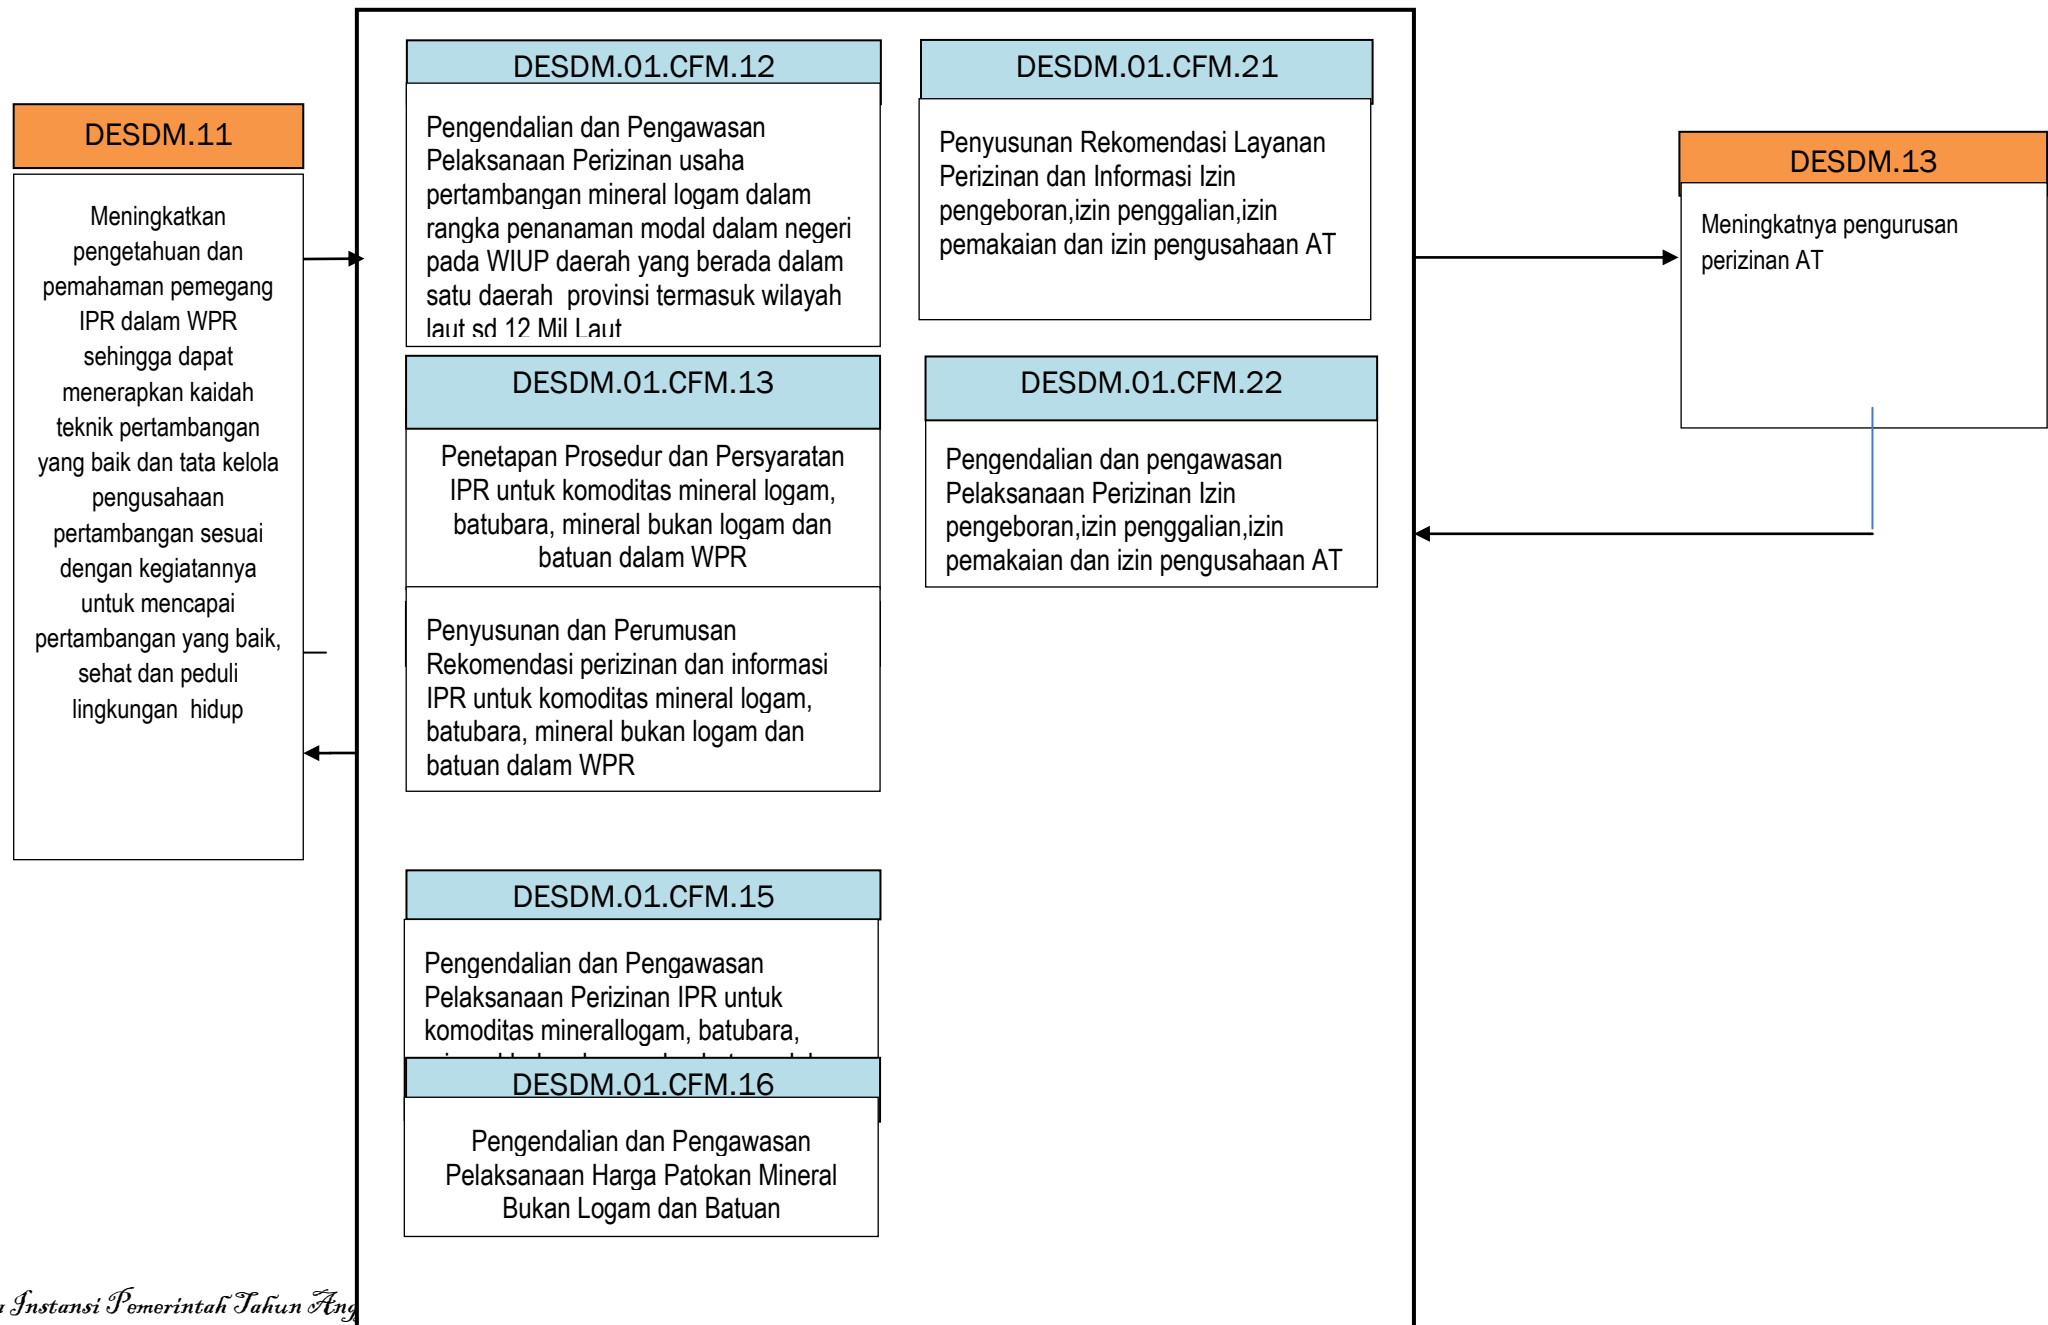 DESDM.11
Meningkatkan
pengetahuan dan
pemahaman pemegang
IPR dalam WPR
sehingga dapat
menerapkan kaidah
teknik pertambangan
yang baik dan tata kelola
pengusahaan
pertambangan sesuai
dengan kegiatannya
untuk mencapai
pertambangan yang baik,
sehat dan peduli
lingkungan hidup
DESDM.01.CFM.12
Pengendalian dan Pengawasan
Pelaksanaan Perizinan usaha
pertambangan mineral logam dalam
rangka penanaman modal dalam negeri
pada WIUP daerah yang berada dalam
satu daerah provinsi termasuk wilayah
laut sd 12 Mil Laut
DESDM.01.CFM.13
Penetapan Prosedur dan Persyaratan
IPR untuk komoditas mineral logam,
batubara, mineral bukan logam dan
batuan dalam WPR
Penyusunan dan Perumusan
Rekomendasi perizinan dan informasi
IPR untuk komoditas mineral logam,
batubara, mineral bukan logam dan
batuan dalam WPR
DESDM.01.CFM.15
Pengendalian dan Pengawasan
Pelaksanaan Perizinan IPR untuk
komoditas minerallogam, batubara,
DESDM.01.CFM.16
Pengendalian dan Pengawasan
Pelaksanaan Harga Patokan Mineral
Bukan Logam dan Batuan
DESDM.01.CFM.21
Penyusunan Rekomendasi Layanan
Perizinan dan Informasi Izin
pengeboran,izin penggalian,izin
pemakaian dan izin pengusahaan AT
DESDM.01.CFM.22
Pengendalian dan pengawasan
Pelaksanaan Perizinan Izin
pengeboran,izin penggalian,izin
pemakaian dan izin pengusahaan AT
DESDM.13
Meningkatnya pengurusan
perizinan AT
a Instansi Pemerintah Tahun Ang